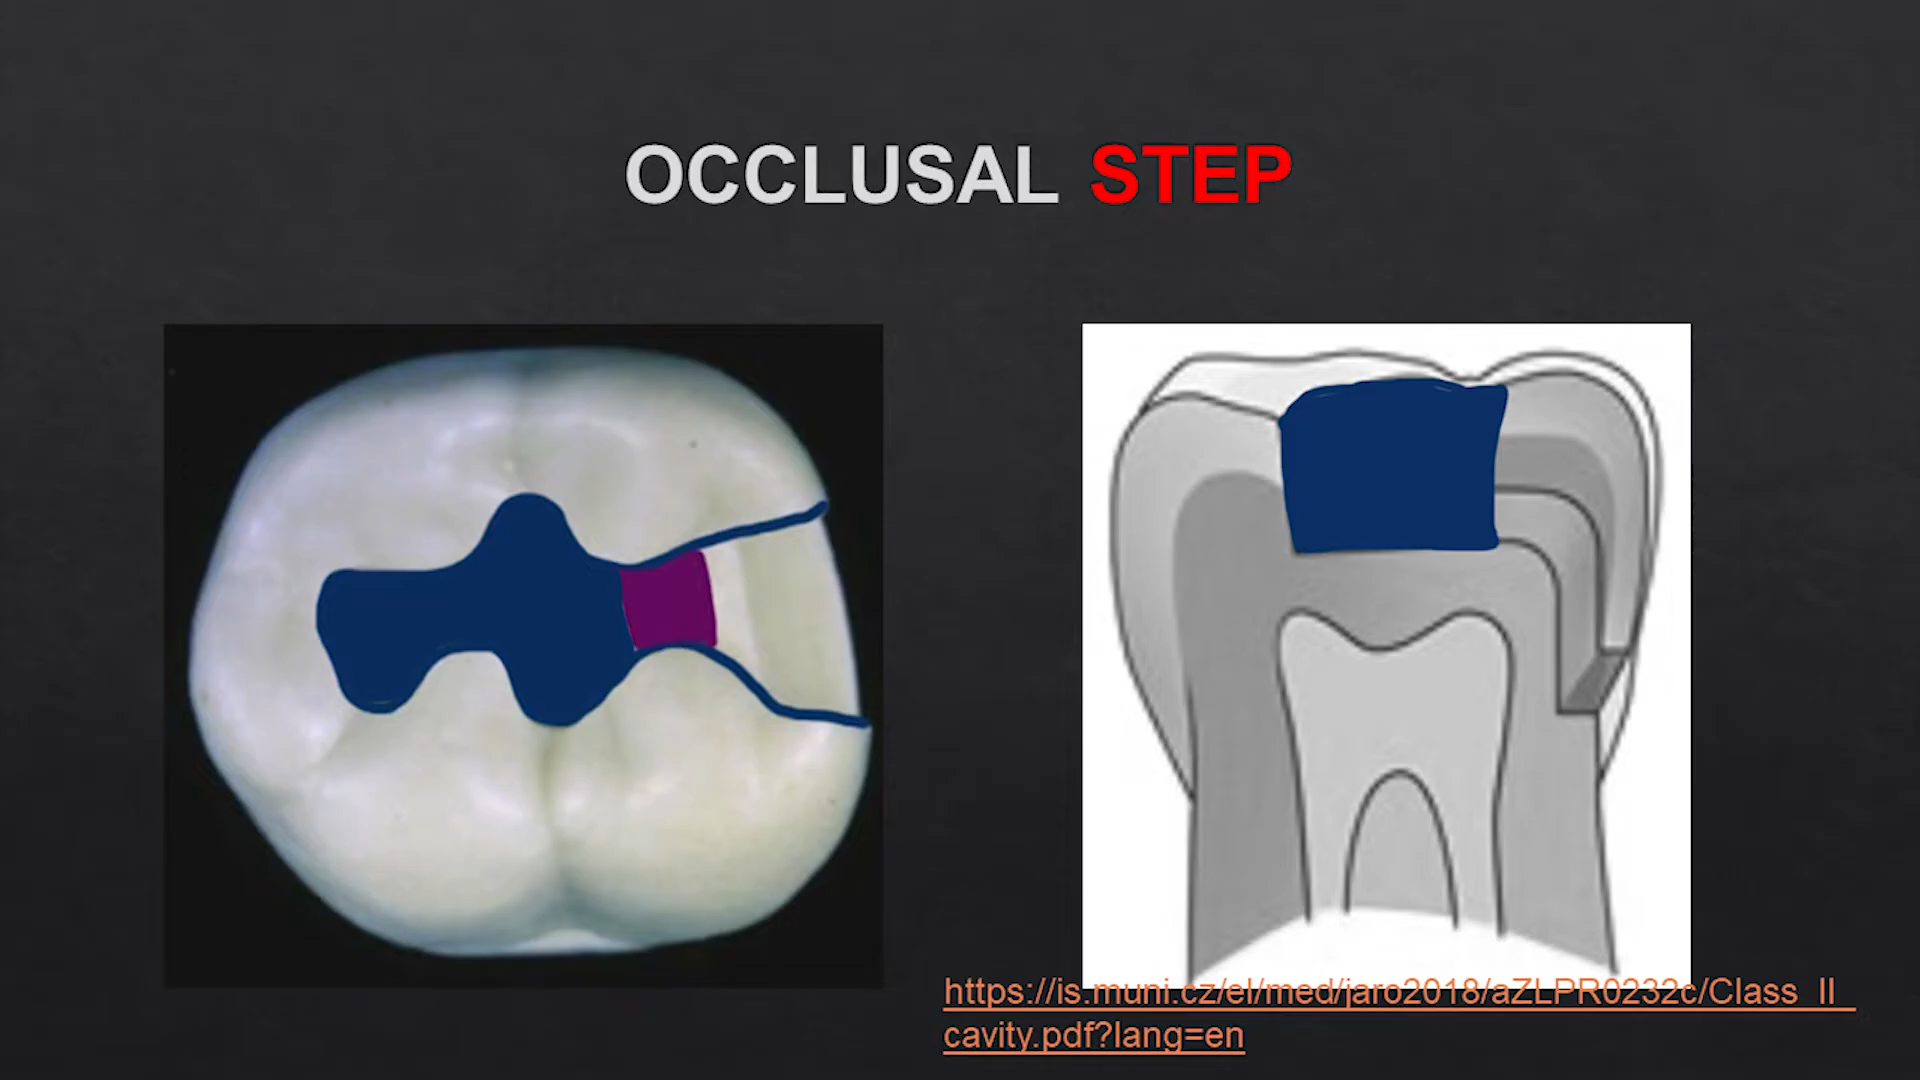 OCCLUSAL STEP
https://is.muni.cz/el/med/jaro2018/aZLPR0232c/Class_II_
cavity.pdf?lang=en